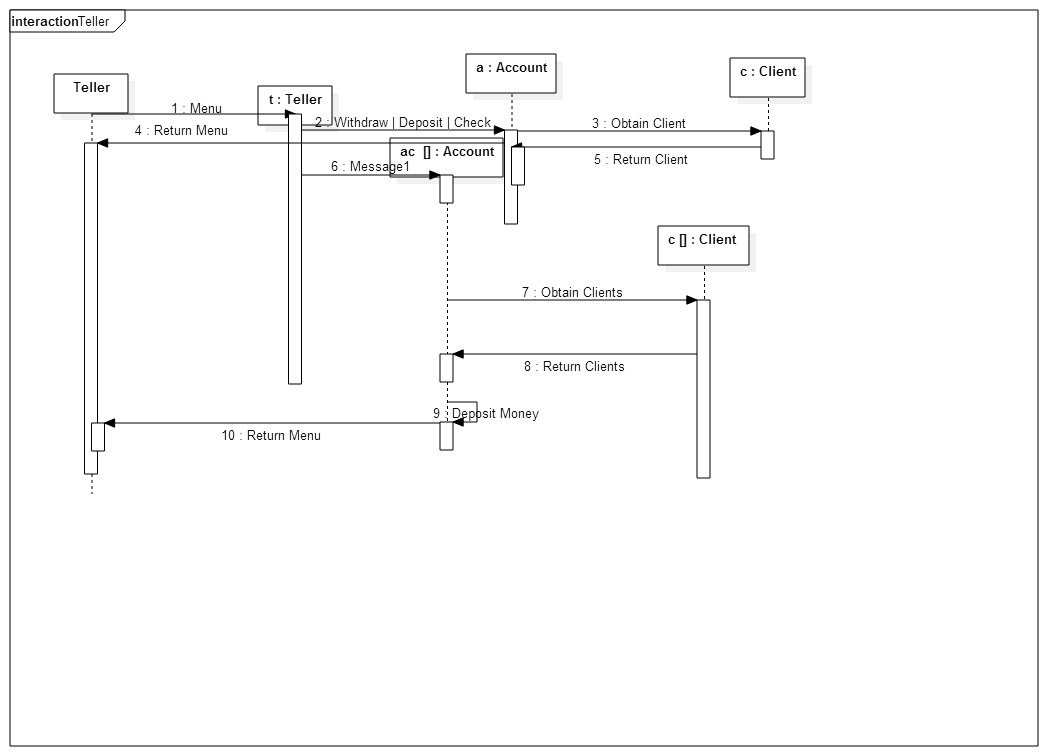 interactionTeller
a : Account
c : Client
Teller
t : Teller
1 : Menu
2 : Withdraw | Deposit | Check
3 : Obtain Client
4 : Return Menu
ac [] : Account
5 : Return Client
6 : Message1
c [] : Client
7 : Obtain Clients
8 : Return Clients
9 : Deposit Money
10 : Return Menu